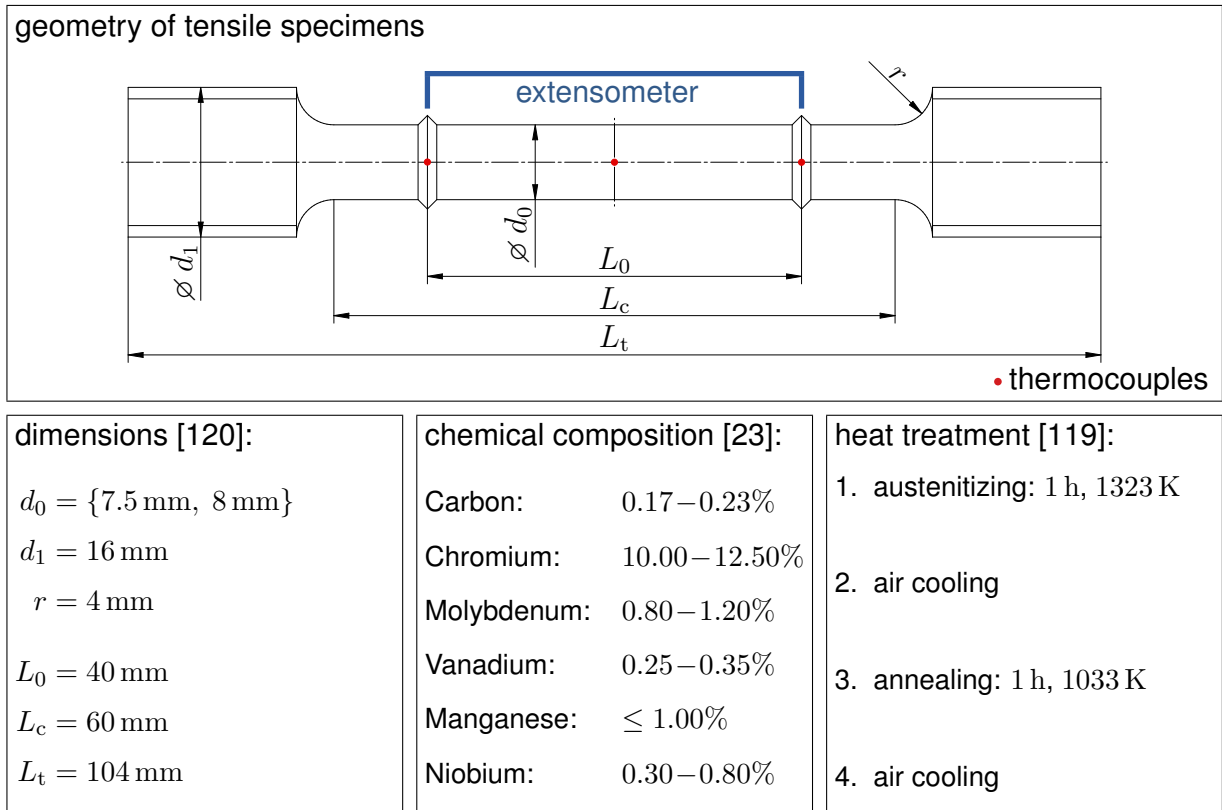 geometry of tensile specimens
extensometer
r
⌀ d₁
⌀ d₀
L₀
L_c
L_t
thermocouples
dimensions [120]:
d₀ = {7.5 mm, 8 mm}
d₁ = 16 mm
r = 4 mm
L₀ = 40 mm
L_c = 60 mm
L_t = 104 mm
chemical composition [23]:
Carbon: 0.17−0.23%
Chromium: 10.00−12.50%
Molybdenum: 0.80−1.20%
Vanadium: 0.25−0.35%
Manganese: ≤ 1.00%
Niobium: 0.30−0.80%
heat treatment [119]:
1. austenitizing: 1 h, 1323 K
2. air cooling
3. annealing: 1 h, 1033 K
4. air cooling